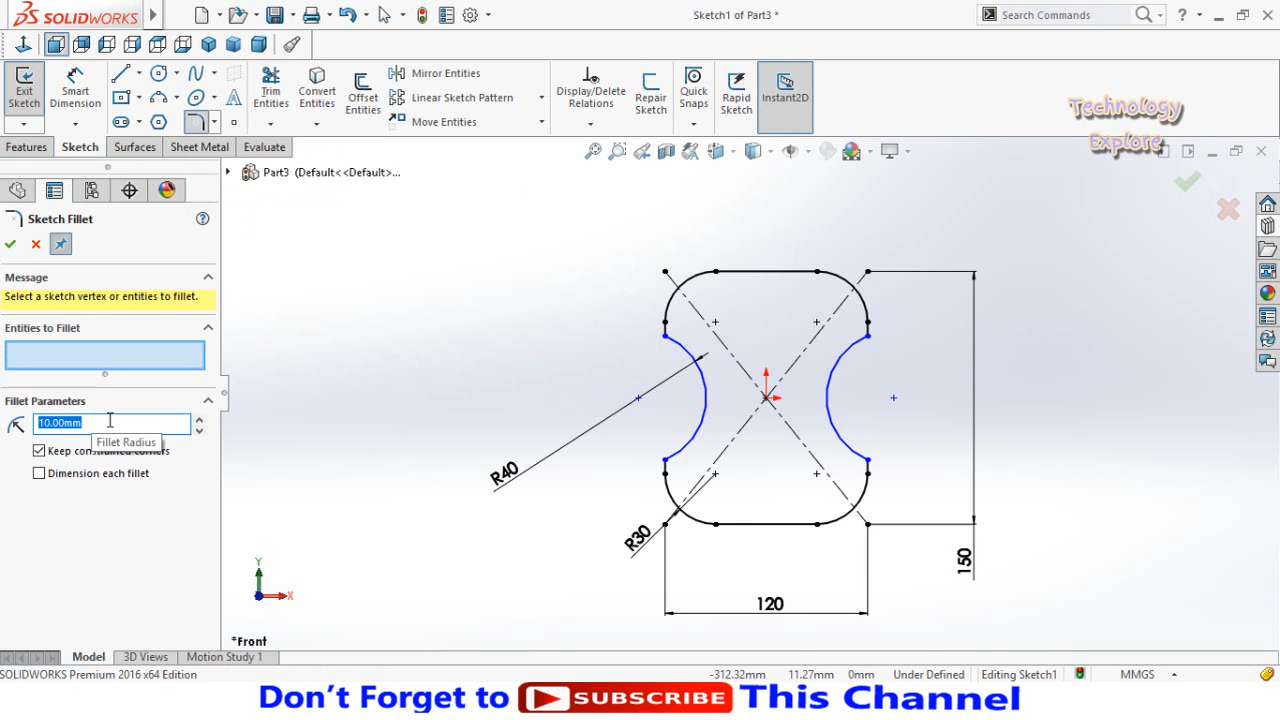 SOLIDWORKS
Sketch1 of Part3 *
Search Commands
?
Exit Sketch
Smart Dimension
Trim Entities
Convert Entities
Offset Entities
Mirror Entities
Linear Sketch Pattern
Move Entities
Display/Delete Relations
Repair Sketch
Quick Snaps
Rapid Sketch
Instant2D
Technology
Explore
Features
Sketch
Surfaces
Sheet Metal
Evaluate
Part3 (Default<<Default>...
Sketch Fillet
Message
Select a sketch vertex or entities to fillet.
Entities to Fillet
Fillet Parameters
10.00mm
Fillet Radius
Keep constrained corners
Dimension each fillet
R40
R30
150
120
Y
X
*Front
Model
3D Views
Motion Study 1
SOLIDWORKS Premium 2016 x64 Edition
-312.32mm
11.27mm
0mm
Under Defined
Editing Sketch1
MMGS
Don't Forget to SUBSCRIBE This Channel